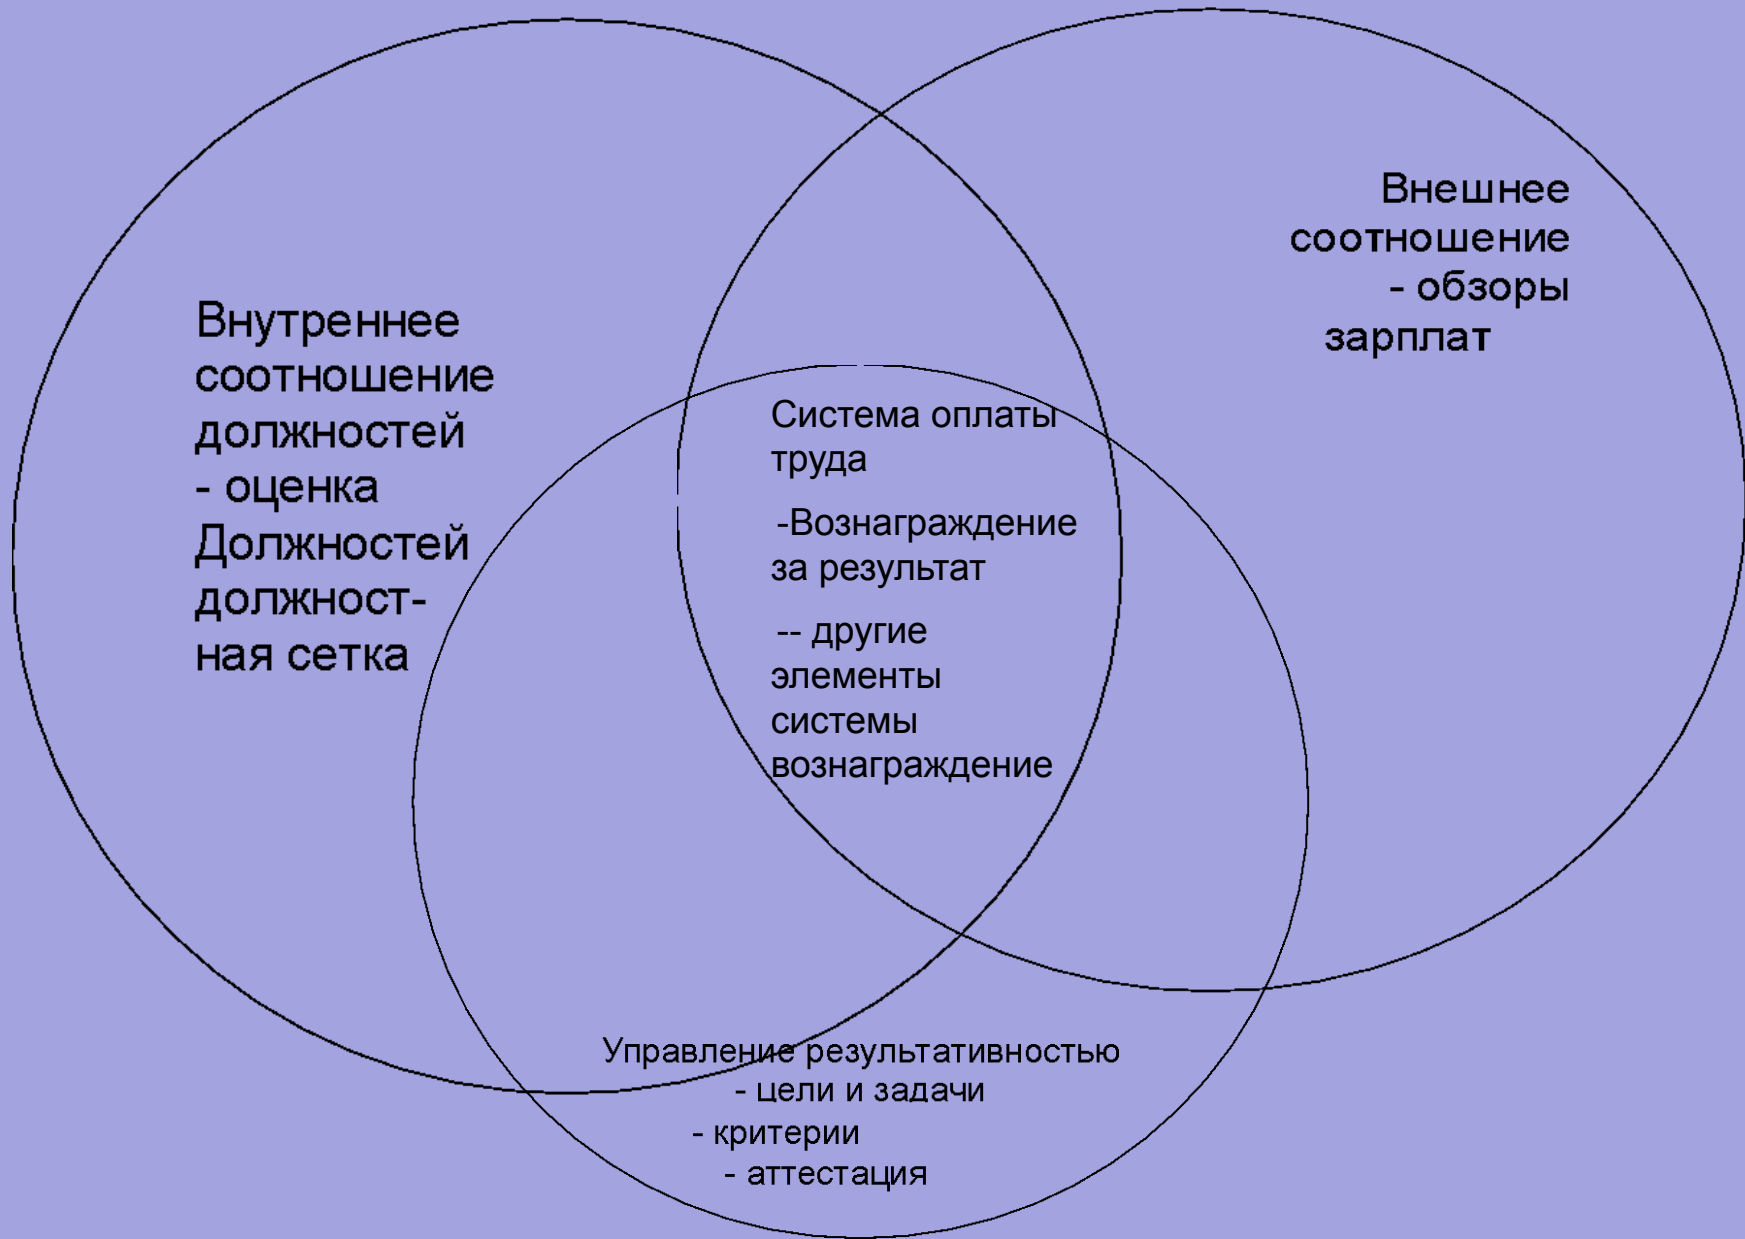 Внутреннее
соотношение
должностей
- оценка
Должностей
должност-
ная сетка
Внешнее
соотношение
- обзоры
зарплат
Система оплаты
труда
-Вознаграждение
за результат
-- другие
элементы
системы
вознаграждение
Управление результативностью
- цели и задачи
- критерии
- аттестация